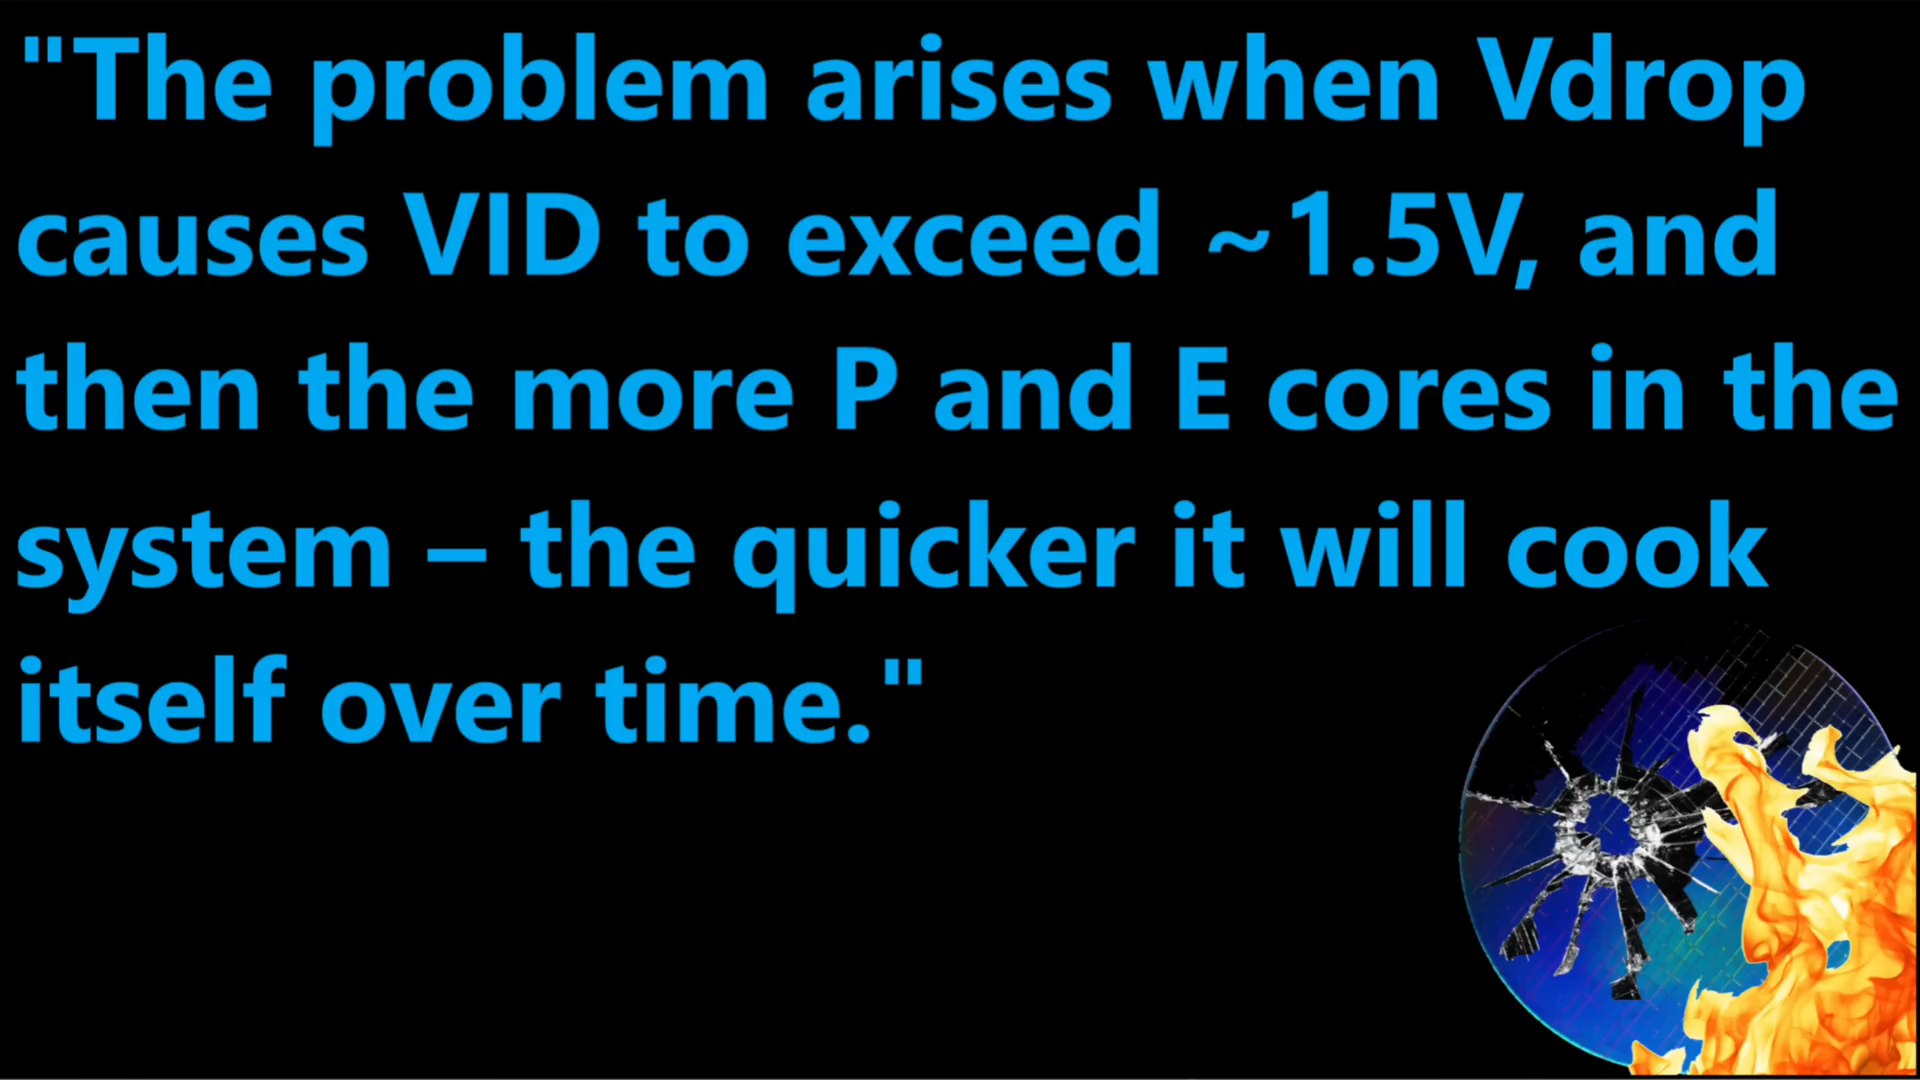 "The problem arises when Vdrop
causes VID to exceed ~1.5V, and
then the more P and E cores in the
system – the quicker it will cook
itself over time."